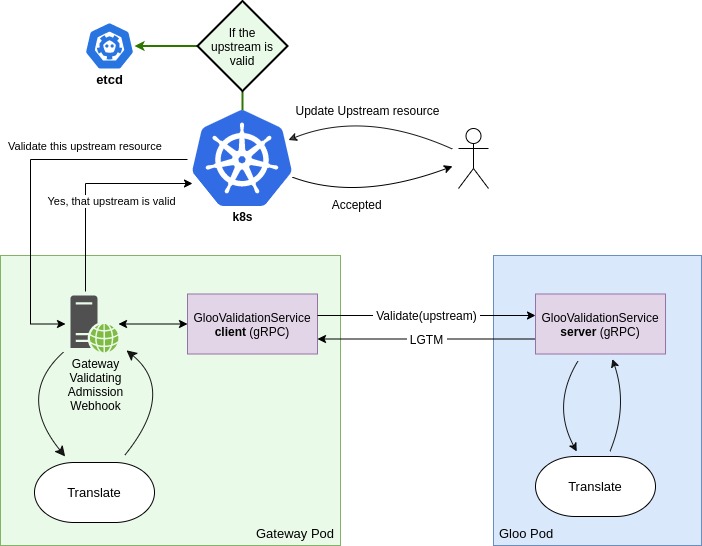 If the
upstream is
valid
etcd
Update Upstream resource
Validate this upstream resource
Yes, that upstream is valid
Accepted
k8s
GlooValidationService
client (gRPC)
Validate(upstream)
LGTM
GlooValidationService
server (gRPC)
Gateway
Validating
Admission
Webhook
Translate
Translate
Gateway Pod
Gloo Pod